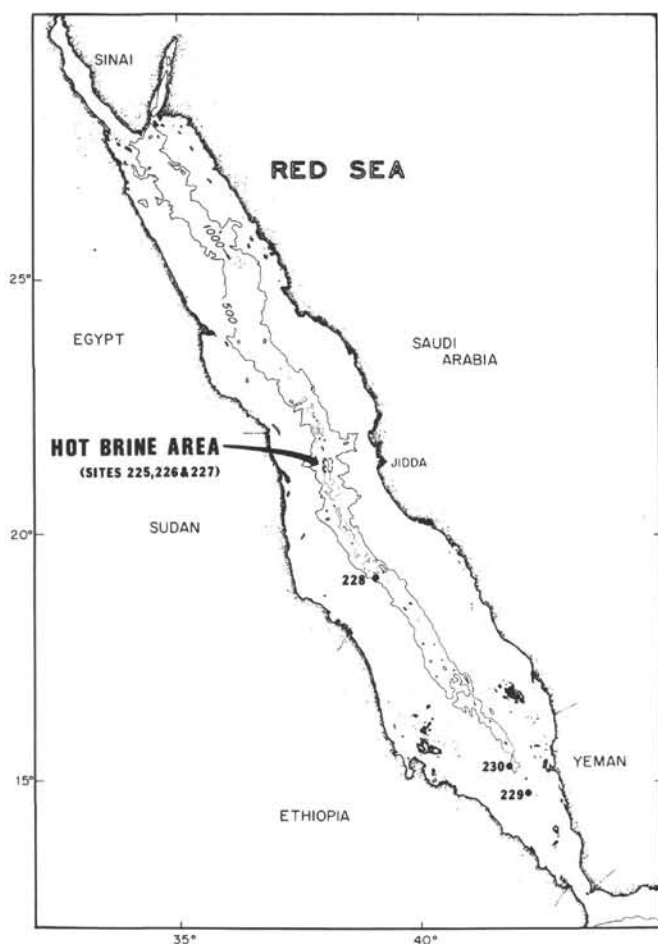 SINAI
RED SEA
1000
25°
500
EGYPT
SAUDI
ARABIA
HOT BRINE AREA
(SITES 225,226&227)
JIDDA
SUDAN
20°
228
230
YEMAN
15°
229
ETHIOPIA
35°
40°